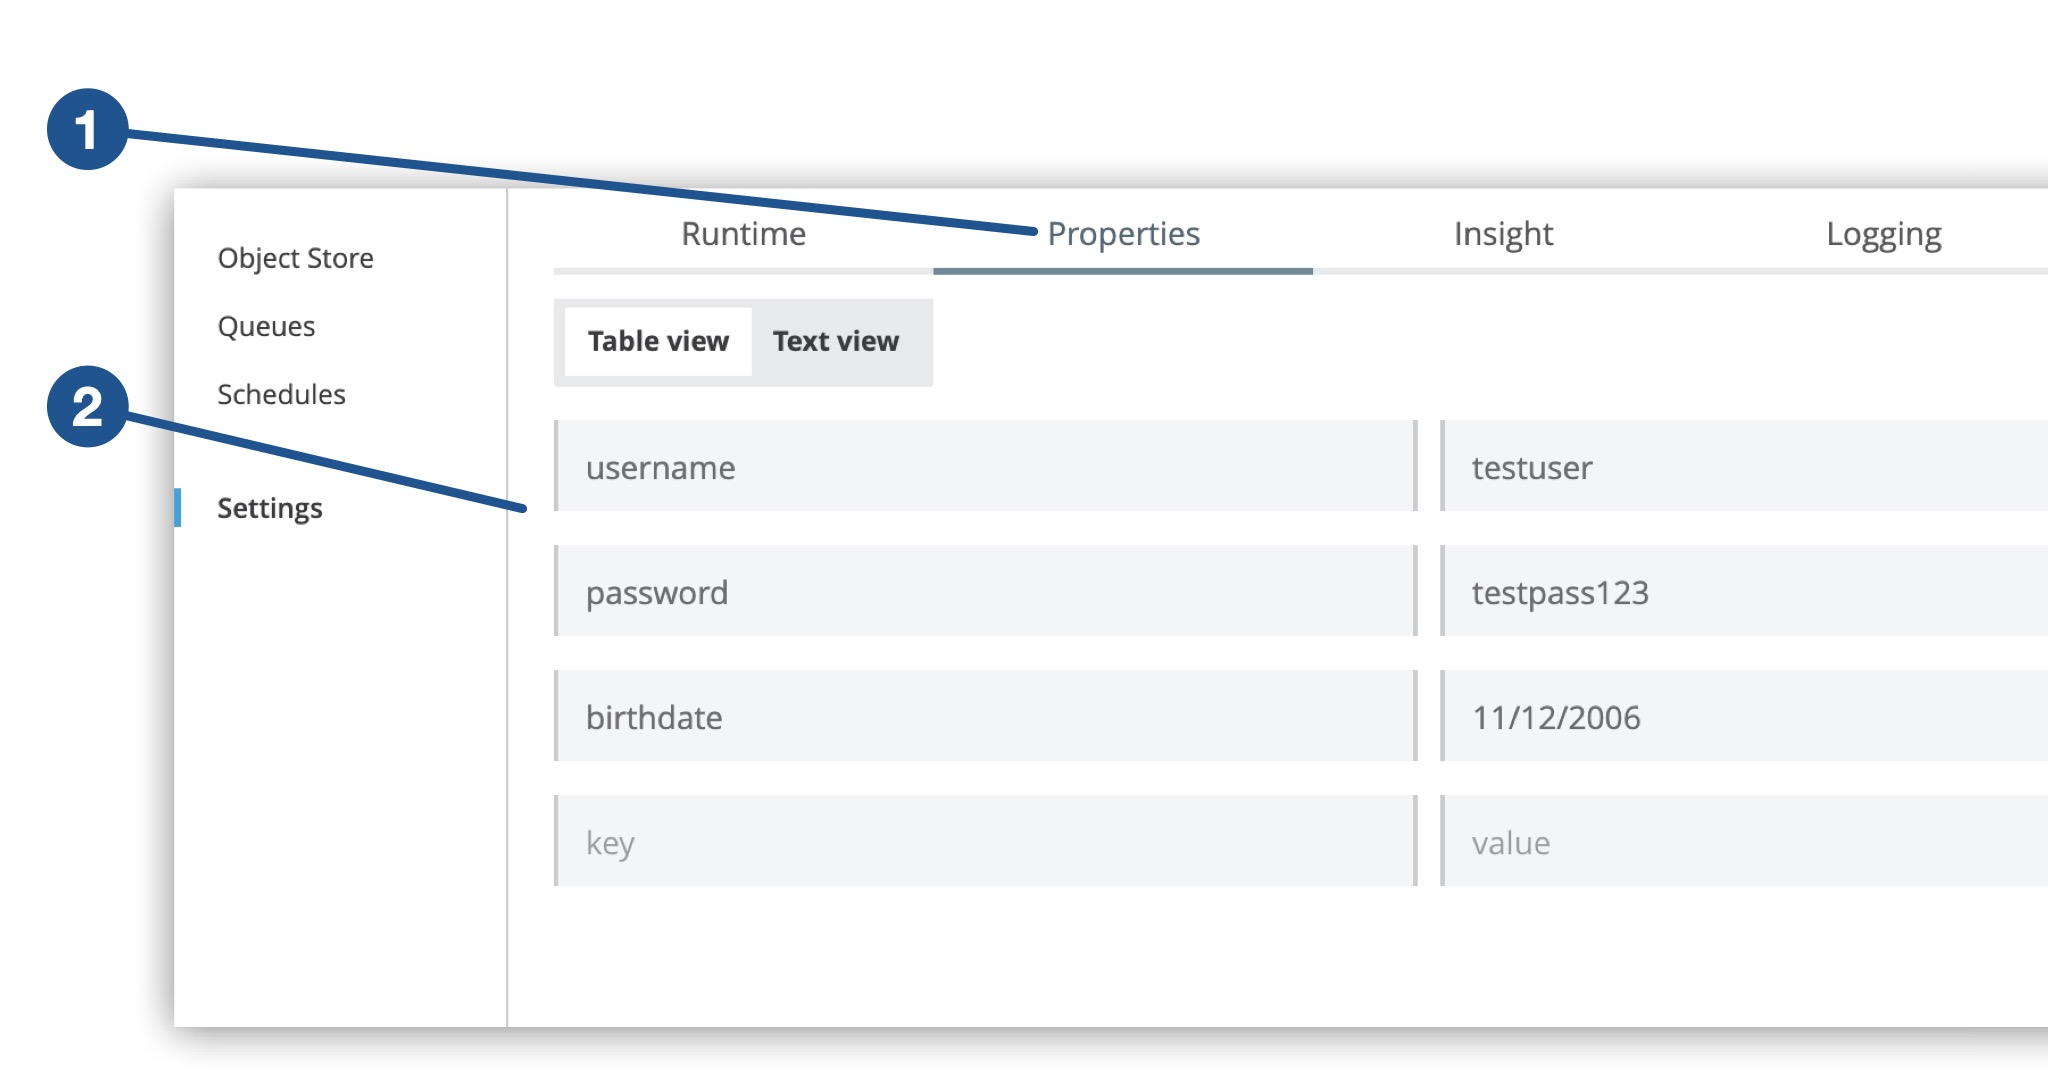 1
Runtime Properties Insight Logging
Object Store
Queues
Schedules
2
Settings
Table view Text view
username testuser
password testpass123
birthdate 11/12/2006
key value